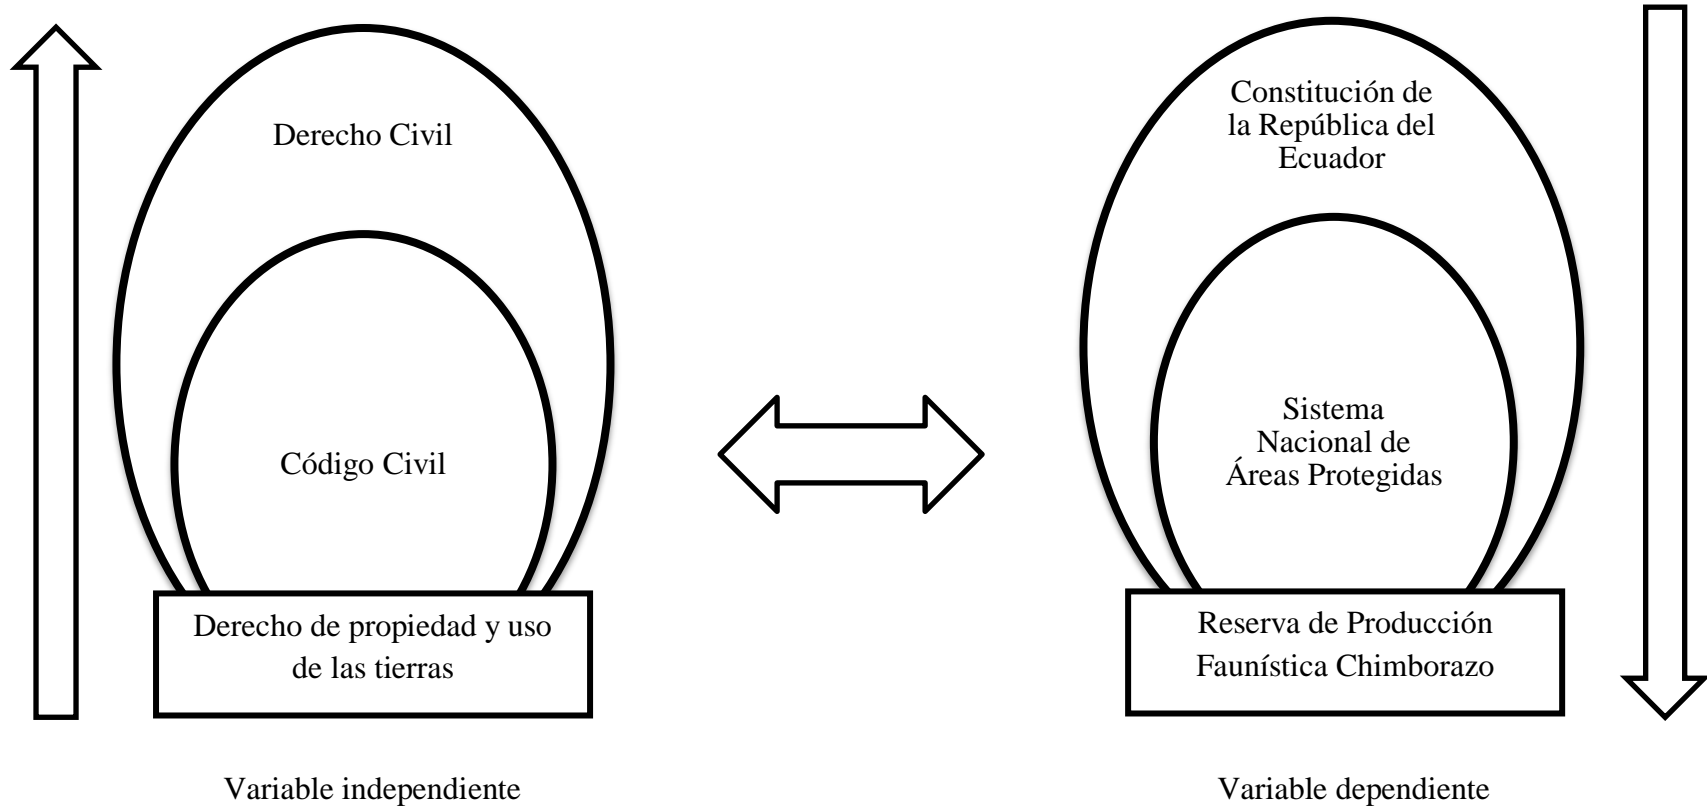 Derecho Civil
Código Civil
Derecho de propiedad y uso
de las tierras
Variable independiente
Constitución de
la República del
Ecuador
Sistema
Nacional de
Áreas Protegidas
Reserva de Producción
Faunística Chimborazo
Variable dependiente